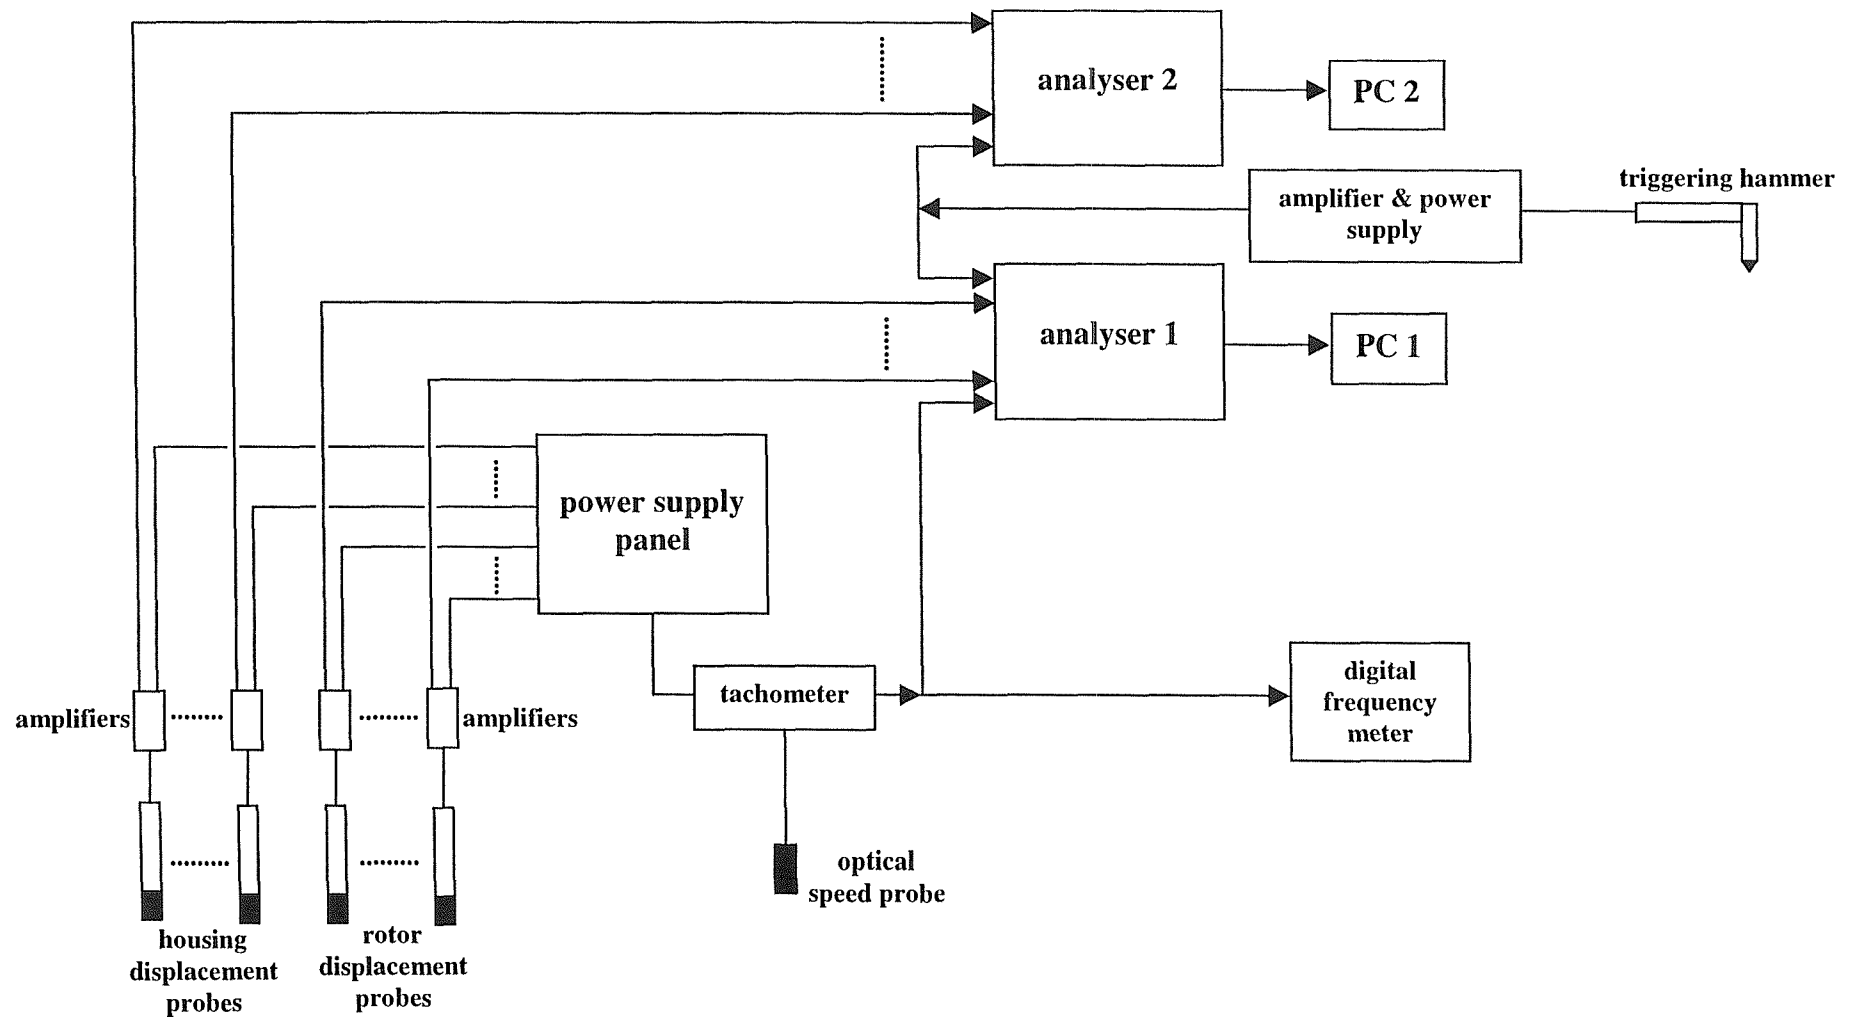 analyser 2
PC 2
triggering hammer
amplifier & power
supply
analyser 1
PC 1
power supply
panel
tachometer
digital
frequency
meter
amplifiers
amplifiers
optical
speed probe
housing
displacement
probes
rotor
displacement
probes